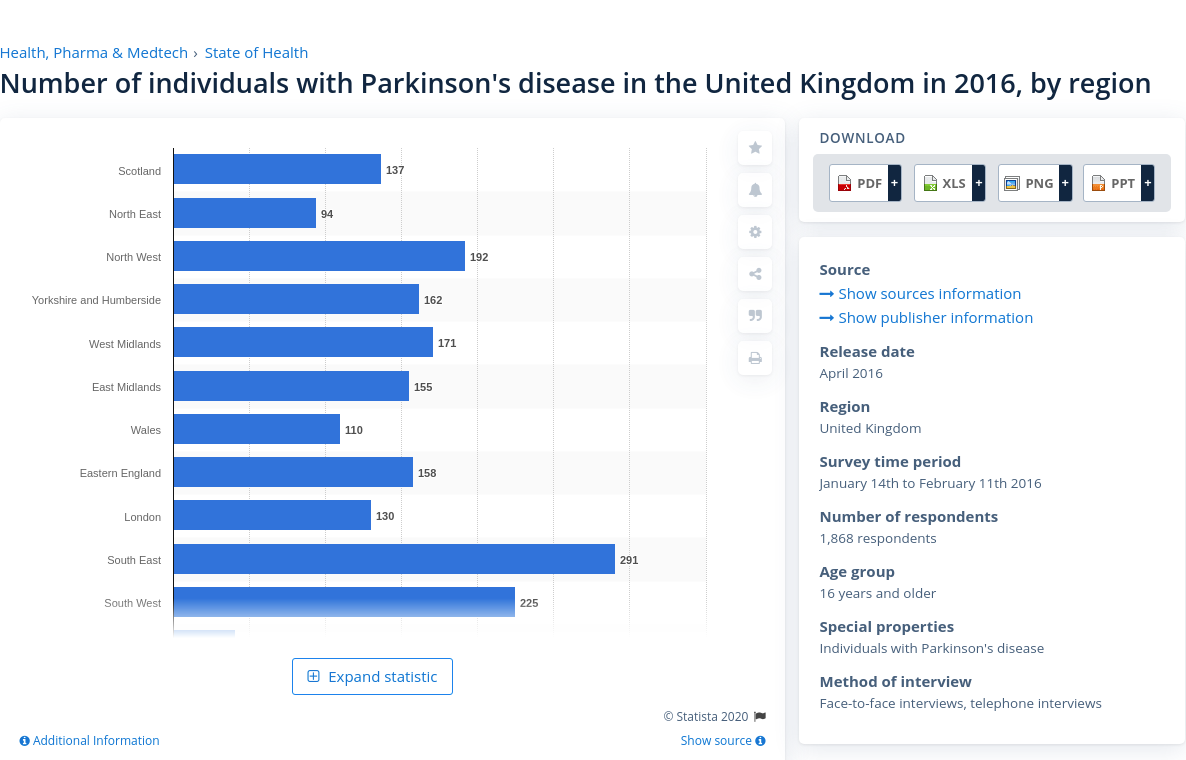 Health, Pharma & Medtech › State of Health
Number of individuals with Parkinson's disease in the United Kingdom in 2016, by region
Scotland 137
North East 94
North West 192
Yorkshire and Humberside 162
West Midlands 171
East Midlands 155
Wales 110
Eastern England 158
London 130
South East 291
South West 225
Expand statistic
© Statista 2020
Additional Information
Show source
DOWNLOAD
PDF + XLS + PNG + PPT +
Source
Show sources information
Show publisher information
Release date
April 2016
Region
United Kingdom
Survey time period
January 14th to February 11th 2016
Number of respondents
1,868 respondents
Age group
16 years and older
Special properties
Individuals with Parkinson's disease
Method of interview
Face-to-face interviews, telephone interviews